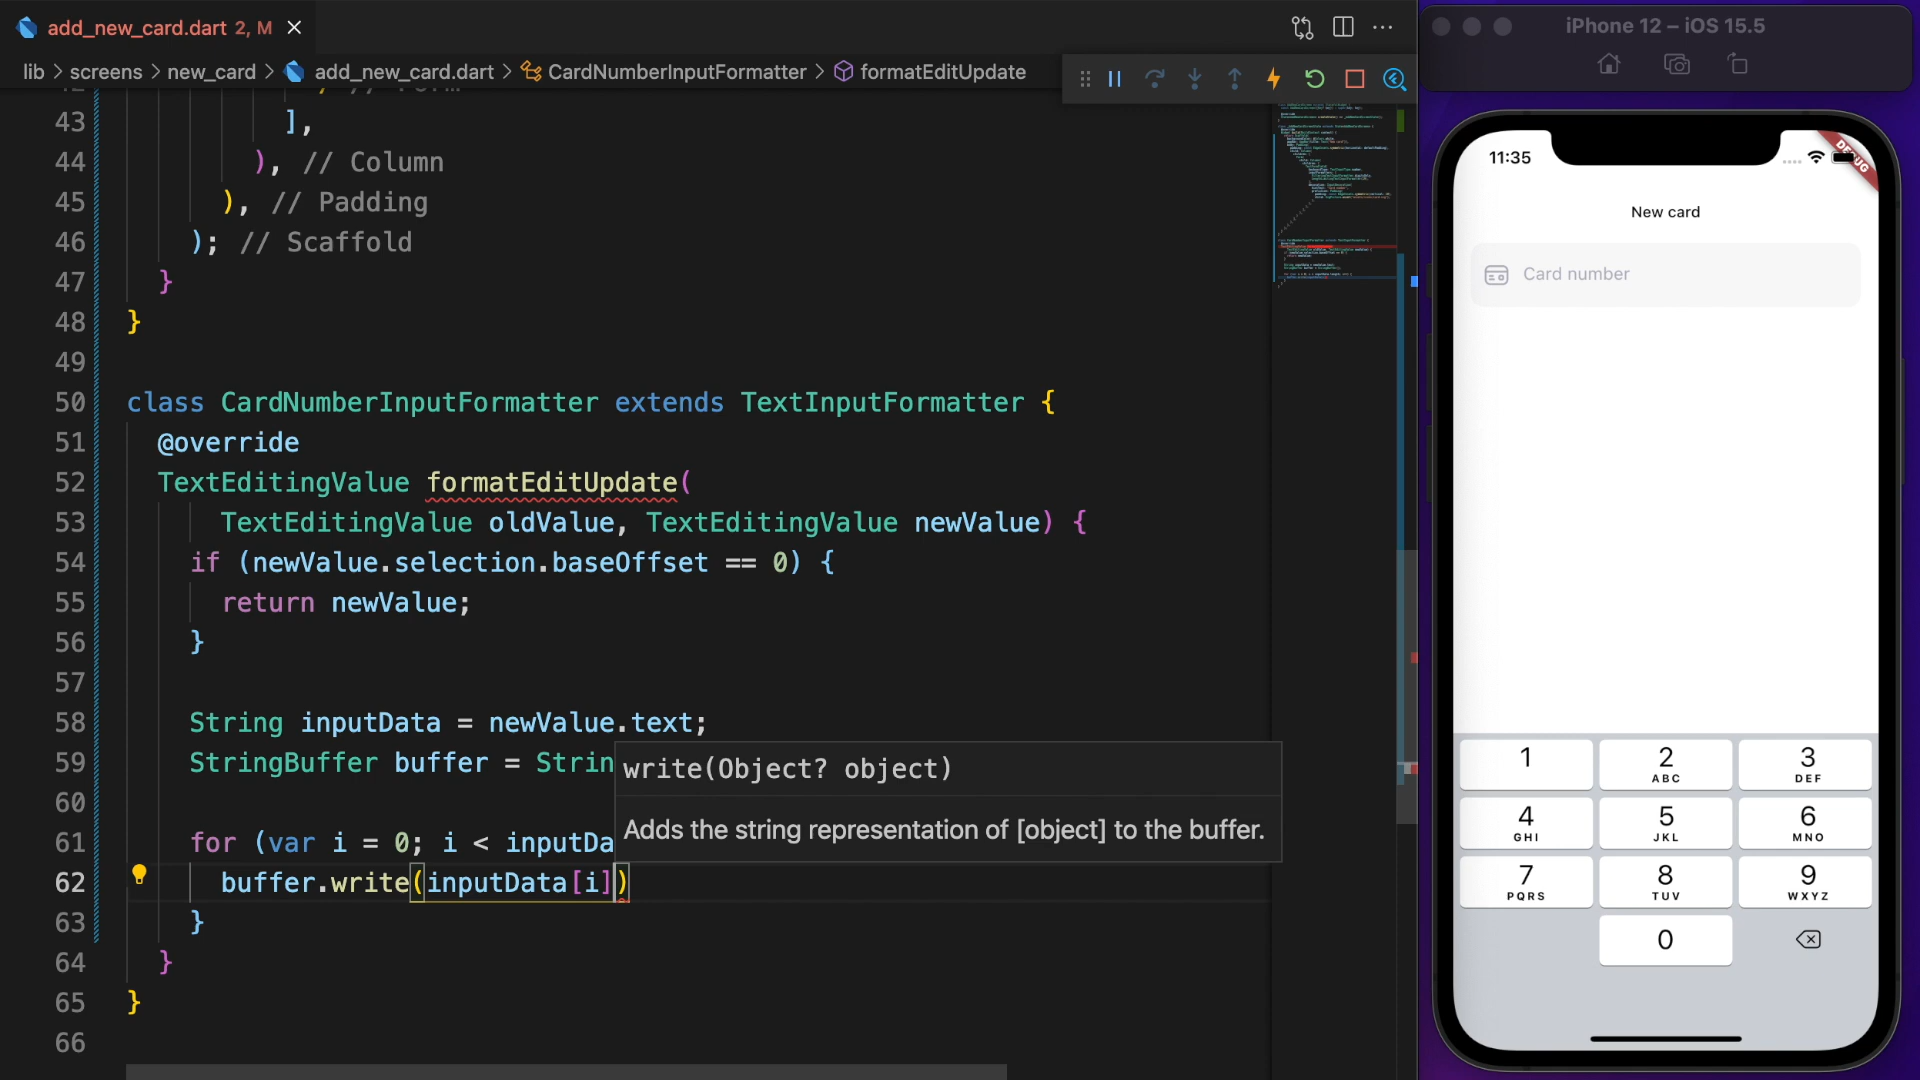 add_new_card.dart 2, M
lib > screens > new_card > add_new_card.dart > CardNumberInputFormatter > formatEditUpdate
43 ],
44 ), // Column
45 ), // Padding
46 ); // Scaffold
47 }
48 }
49
50 class CardNumberInputFormatter extends TextInputFormatter {
51 @override
52 TextEditingValue formatEditUpdate(
53 TextEditingValue oldValue, TextEditingValue newValue) {
54 if (newValue.selection.baseOffset == 0) {
55 return newValue;
56 }
57
58 String inputData = newValue.text;
59 StringBuffer buffer = Strin
write(Object? object)
60
Adds the string representation of [object] to the buffer.
61 for (var i = 0; i < inputDa
62 buffer.write(inputData[i])
63 }
64 }
65 }
66
iPhone 12 – iOS 15.5
11:35
DEBUG
New card
Card number
1 2 3
ABC DEF
4 5 6
GHI JKL MNO
7 8 9
PQRS TUV WXYZ
0